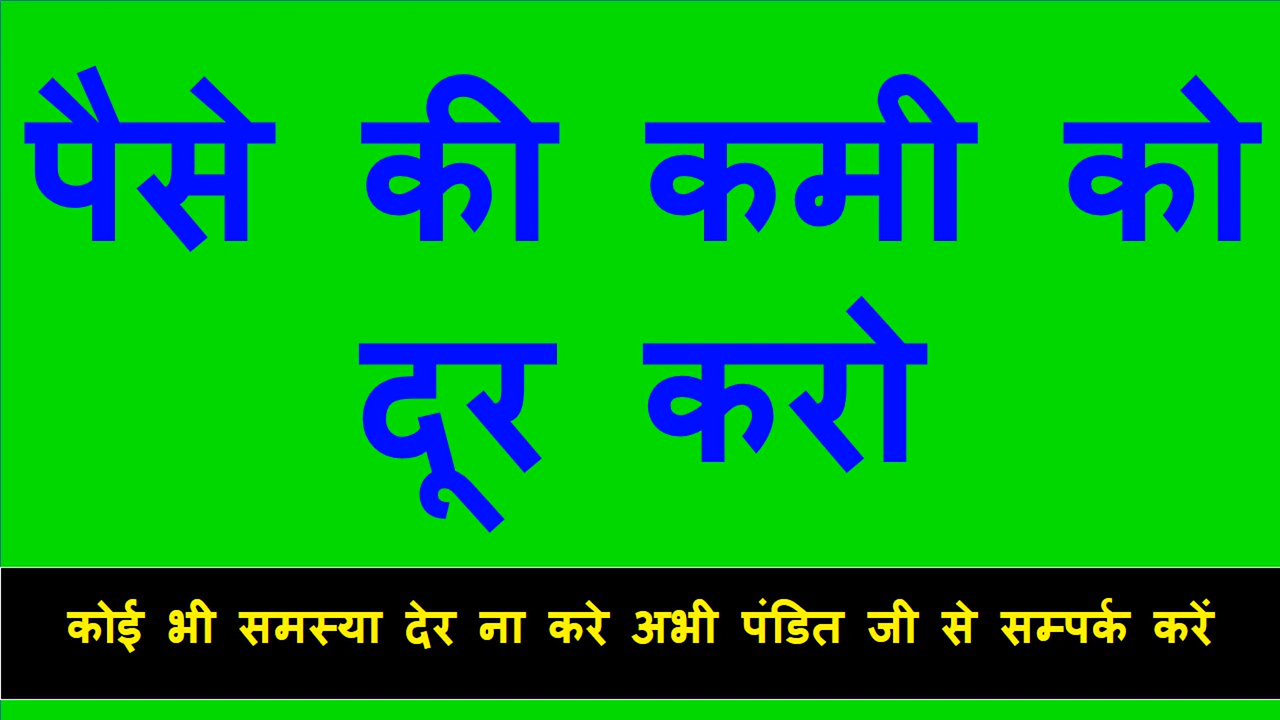 पैसे की कमी को
दूर करो
कोई भी समस्या देर ना करे अभी पंडित जी से सम्पर्क करें